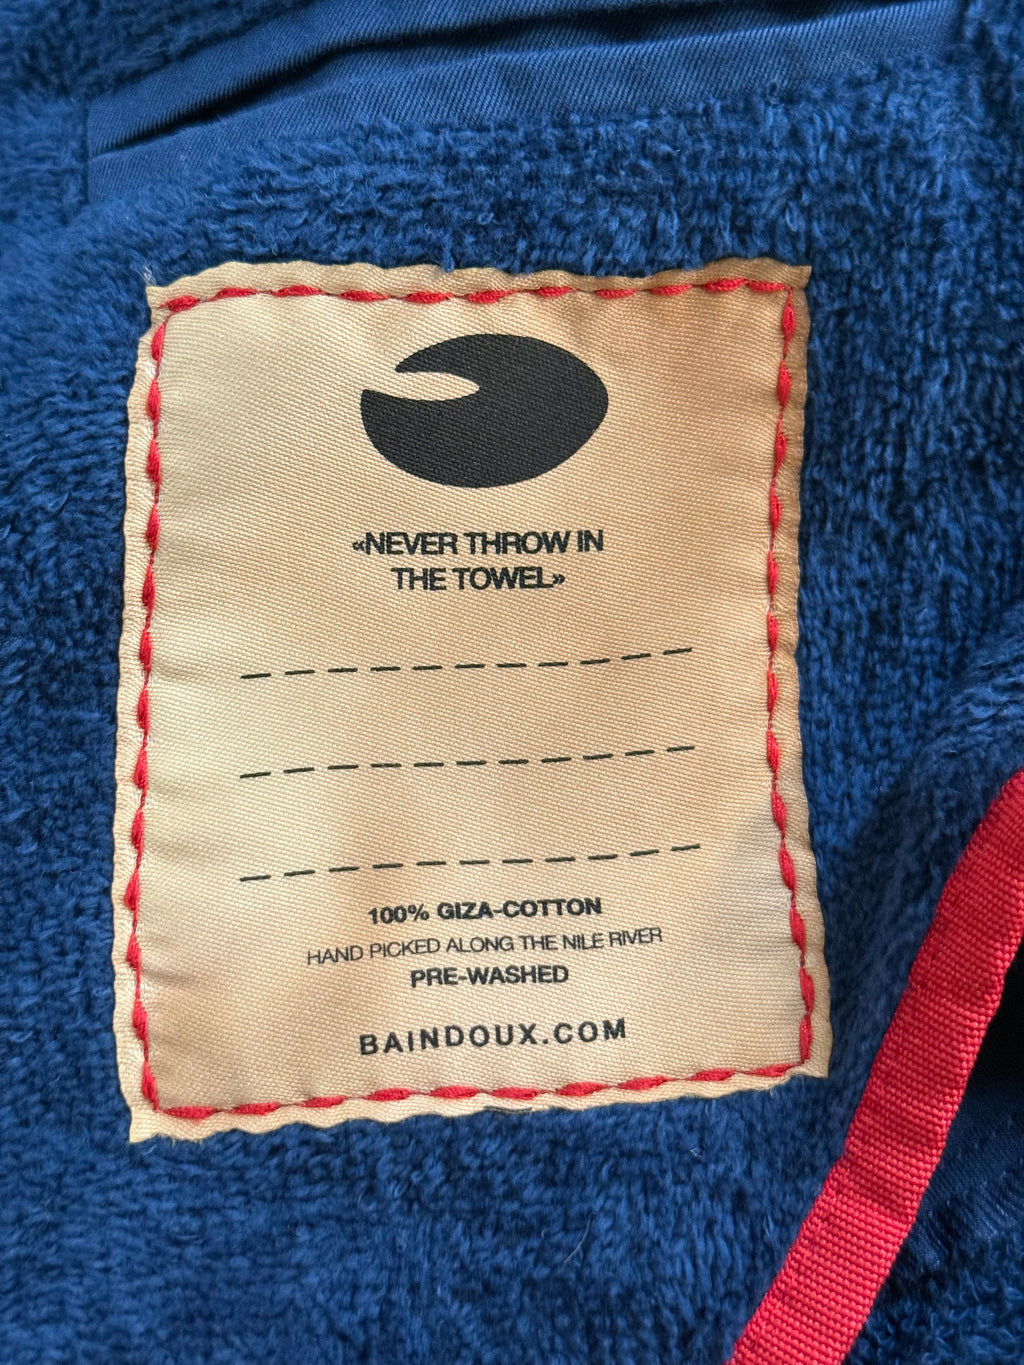 «NEVER THROW IN
THE TOWEL»
100% GIZA-COTTON
HAND PICKED ALONG THE NILE RIVER
PRE-WASHED
BAINDOUX.COM